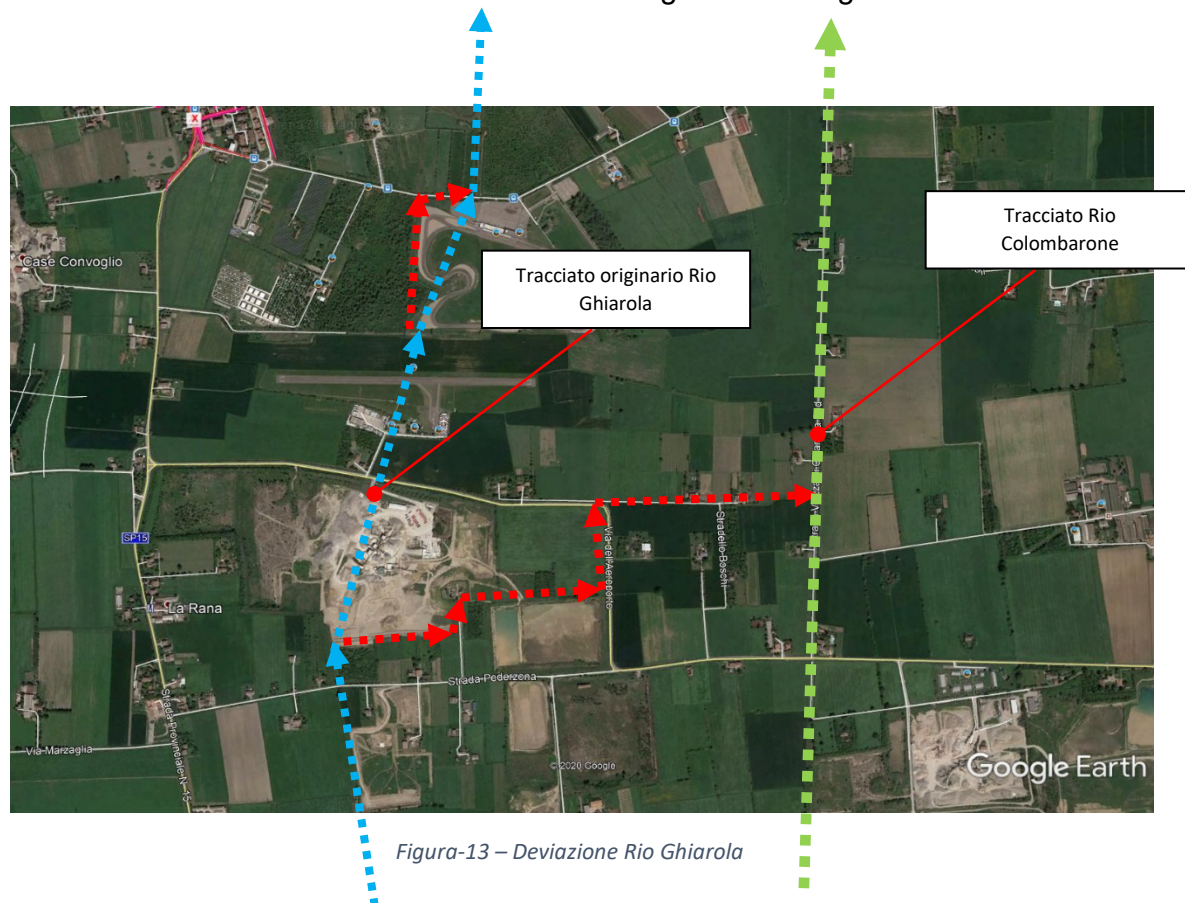 Tracciato Rio
Colombarone
Case Convoglio
Tracciato originario Rio
Ghiarola
SP15
La Rana
Via dell'Aeroporto
Stradello Boschi
Strada Pederzona
Strada Provinciale N. 15
Via Marzaglia
© 2020 Google
Google Earth
Figura-13 – Deviazione Rio Ghiarola